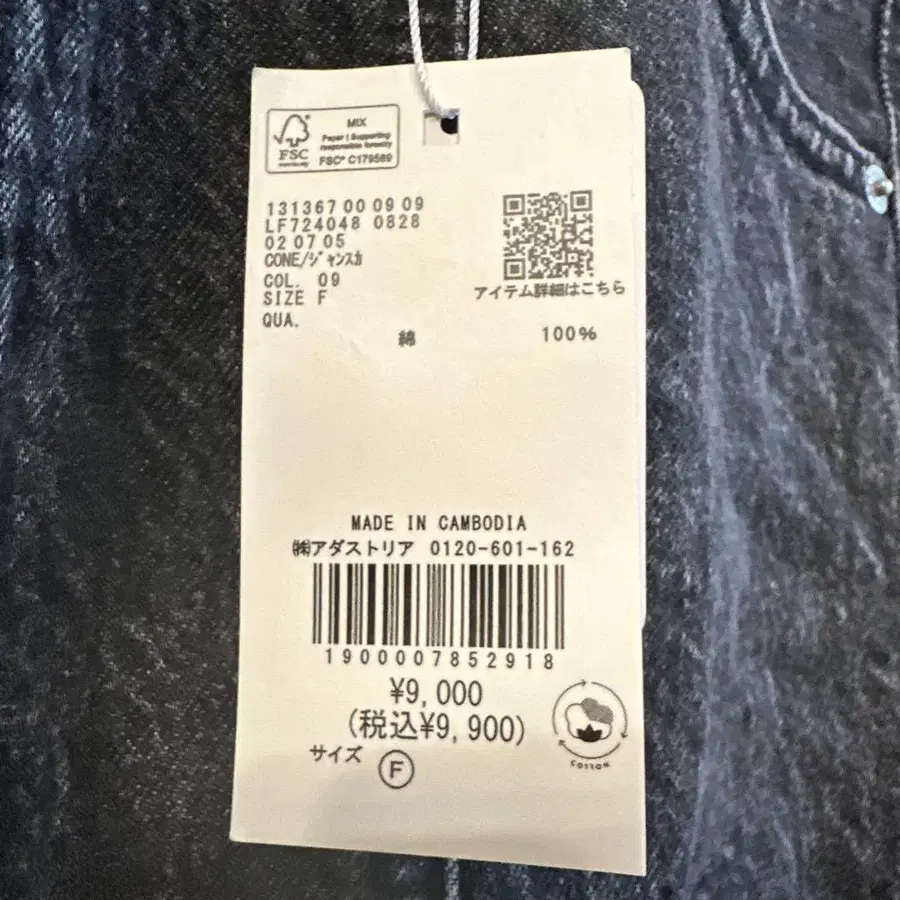 MIX
Paper | Supporting
responsible forestry
FSC® C179589
FSC
131367 00 09 09
LF724048 0828
02 07 05
CONE/ジャンスカ
COL. 09
SIZE F
QUA.
アイテム詳細はこちら
綿 100%
MADE IN CAMBODIA
㈱アダストリア 0120-601-162
1900007852918
¥9,000
(税込¥9,900)
サイズ F
COTTON